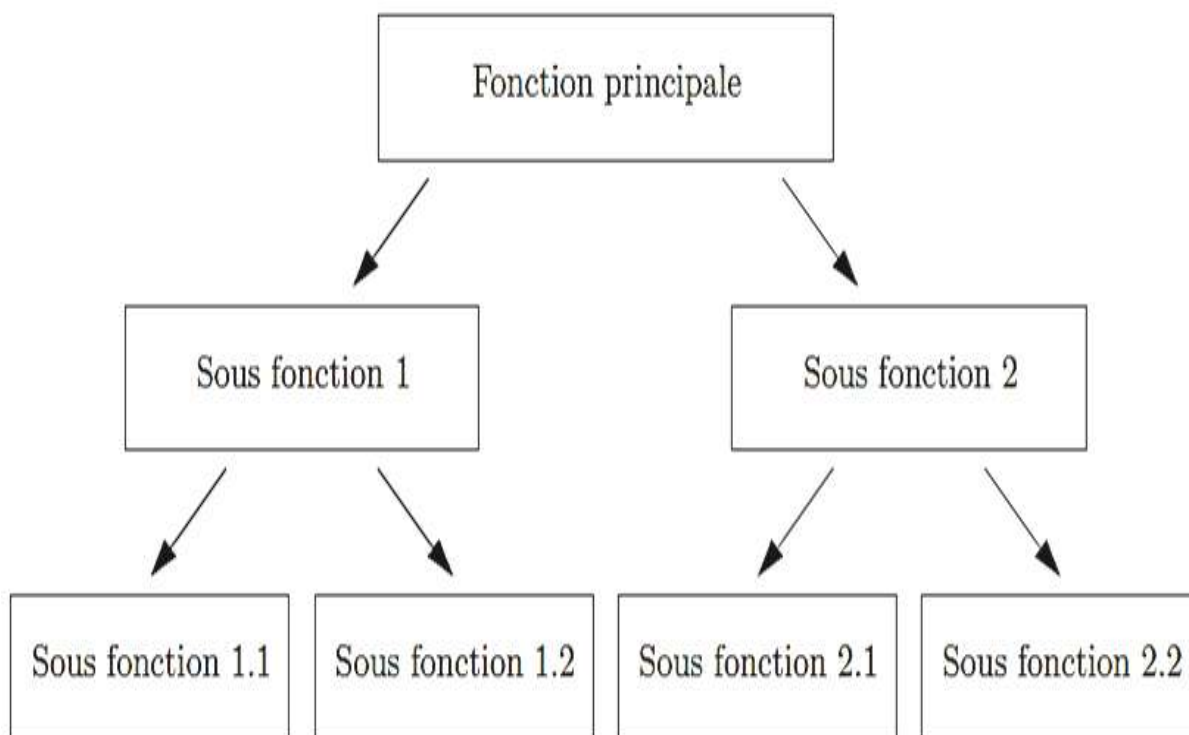 Fonction principale
Sous fonction 1
Sous fonction 2
Sous fonction 1.1
Sous fonction 1.2
Sous fonction 2.1
Sous fonction 2.2